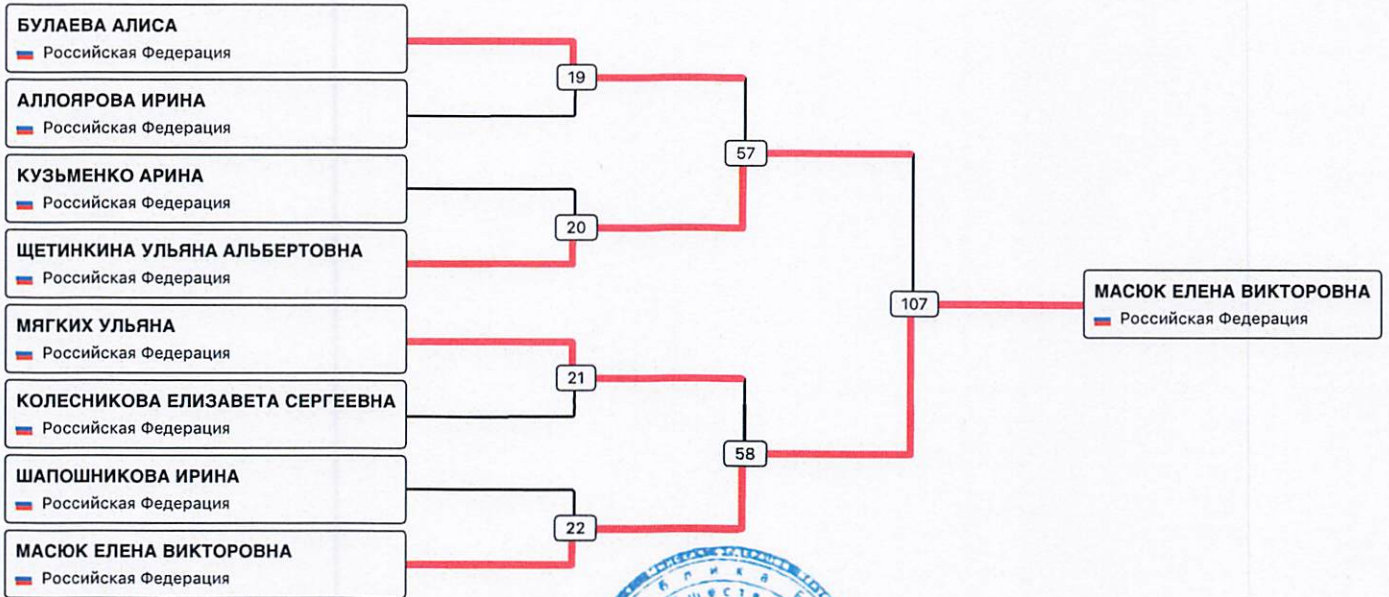 БУЛАЕВА АЛИСА
Российская Федерация
АЛЛОЯРОВА ИРИНА
Российская Федерация
КУЗЬМЕНКО АРИНА
Российская Федерация
ЩЕТИНКИНА УЛЬЯНА АЛЬБЕРТОВНА
Российская Федерация
МЯГКИХ УЛЬЯНА
Российская Федерация
КОЛЕСНИКОВА ЕЛИЗАВЕТА СЕРГЕЕВНА
Российская Федерация
ШАПОШНИКОВА ИРИНА
Российская Федерация
МАСЮК ЕЛЕНА ВИКТОРОВНА
Российская Федерация
19
20
21
22
57
58
107
МАСЮК ЕЛЕНА ВИКТОРОВНА
Российская Федерация